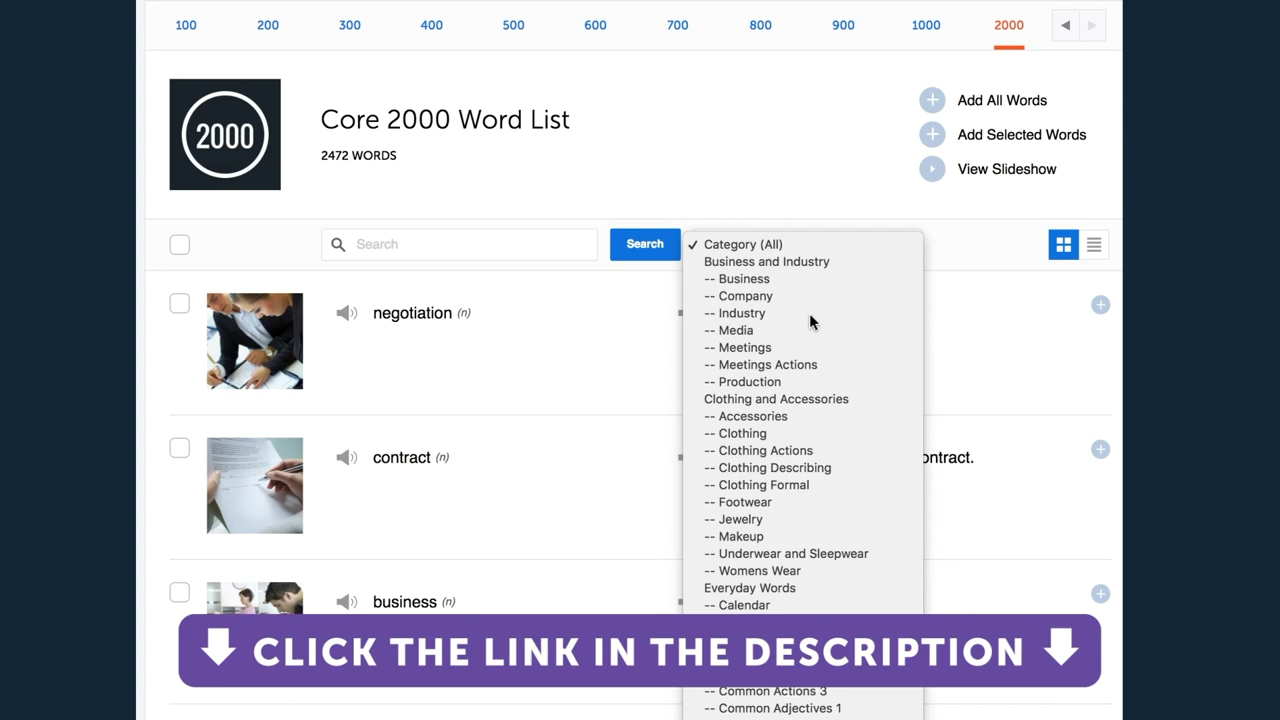 100 200 300 400 500 600 700 800 900 1000 2000
2000
Core 2000 Word List
2472 WORDS
Add All Words
Add Selected Words
View Slideshow
Search
Search
✓ Category (All)
Business and Industry
-- Business
-- Company
-- Industry
-- Media
-- Meetings
-- Meetings Actions
-- Production
Clothing and Accessories
-- Accessories
-- Clothing
-- Clothing Actions
-- Clothing Describing
-- Clothing Formal
-- Footwear
-- Jewelry
-- Makeup
-- Underwear and Sleepwear
-- Womens Wear
Everyday Words
-- Calendar
-- Common Actions 3
-- Common Adjectives 1
negotiation (n)
contract (n)
ontract.
business (n)
CLICK THE LINK IN THE DESCRIPTION